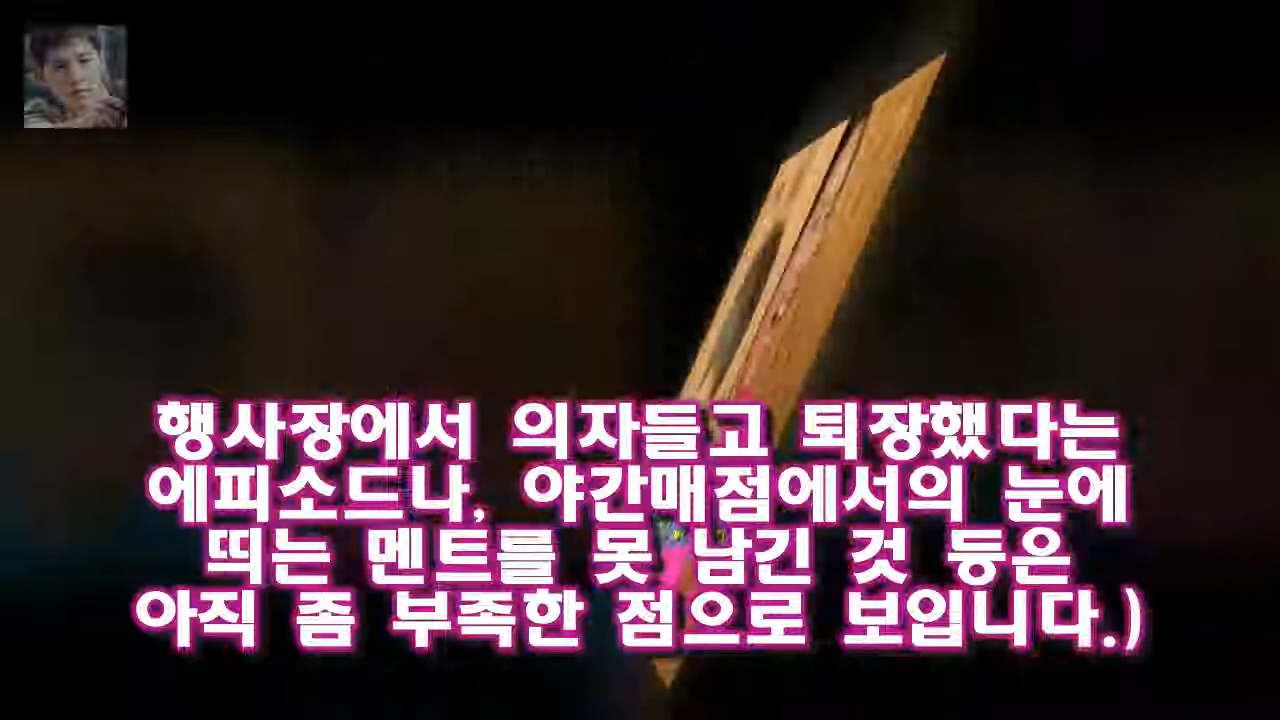 행사장에서 의자들고 퇴장했다는
에피소드나, 야간매점에서의 눈에
띄는 멘트를 못 남긴 것 등은
아직 좀 부족한 점으로 보입니다.)